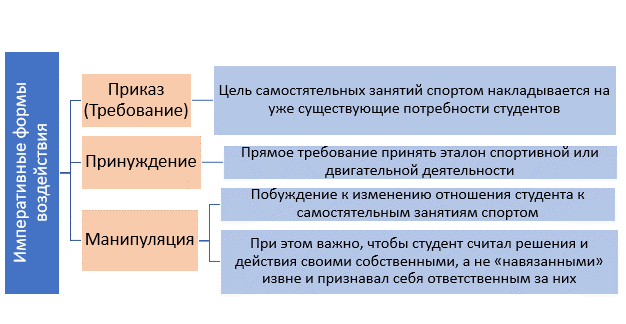 Императивные формы
воздействия
Приказ
(Требование)
Цель самостятельных занятий спортом накладывается на
уже существующие потребности студентов
Принуждение
Прямое требование принять эталон спортивной или
двигательной деятельности
Манипуляция
Побуждение к изменению отношения студента к
самостятельным занятиям спортом
При этом важно, чтобы студент считал решения и
действия своими собственными, а не «навязанными»
извне и признавал себя ответственным за них